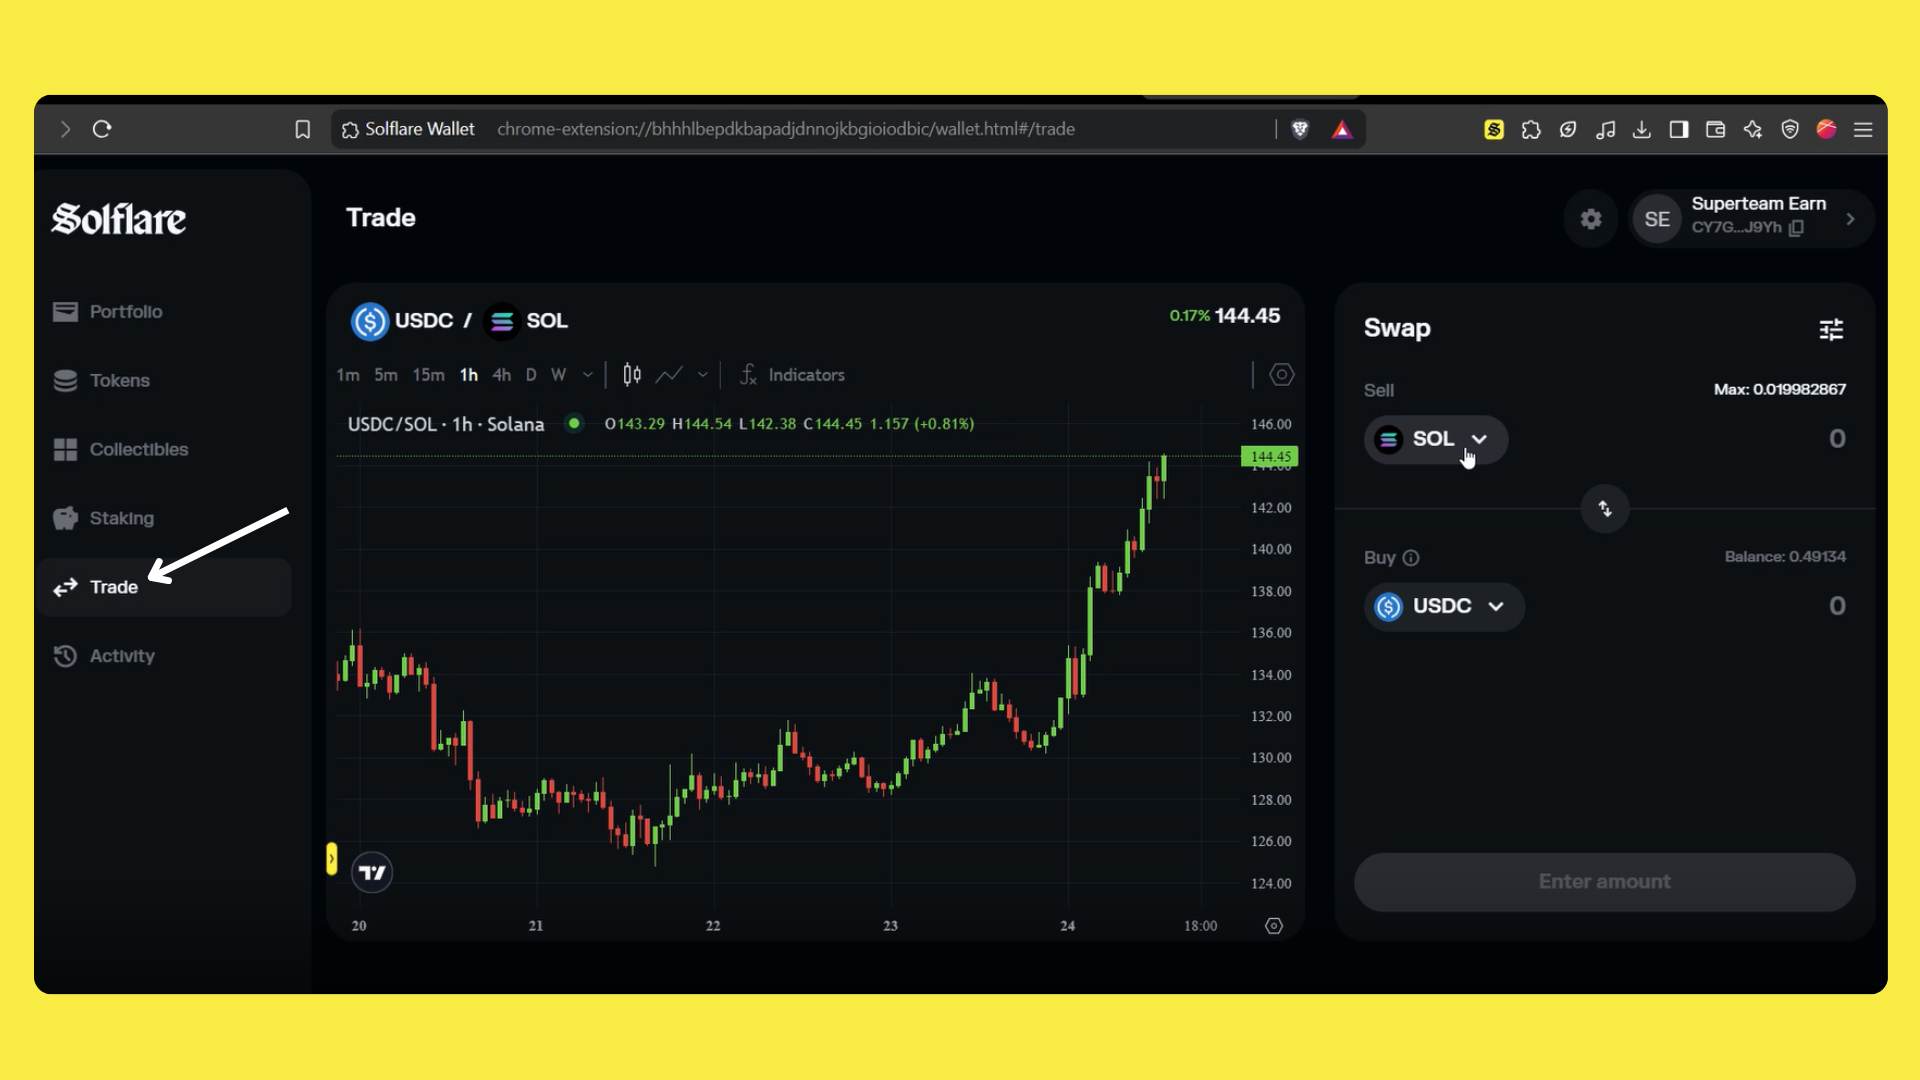 Solflare Wallet chrome-extension://bhhhlbepdkbapadjdnnojkbgioiodbic/wallet.html#/trade
Solflare
Portfolio
Tokens
Collectibles
Staking
Trade
Activity
Trade
SE
Superteam Earn
CY7G...J9Yh
USDC / SOL
0.17% 144.45
1m 5m 15m 1h 4h D W Indicators
USDC/SOL · 1h · Solana O143.29 H144.54 L142.38 C144.45 1.157 (+0.81%)
146.00
144.45
144.00
142.00
140.00
138.00
136.00
134.00
132.00
130.00
128.00
126.00
124.00
20 21 22 23 24 18:00
Swap
Sell Max: 0.019982867
SOL 0
Buy Balance: 0.49134
USDC 0
Enter amount